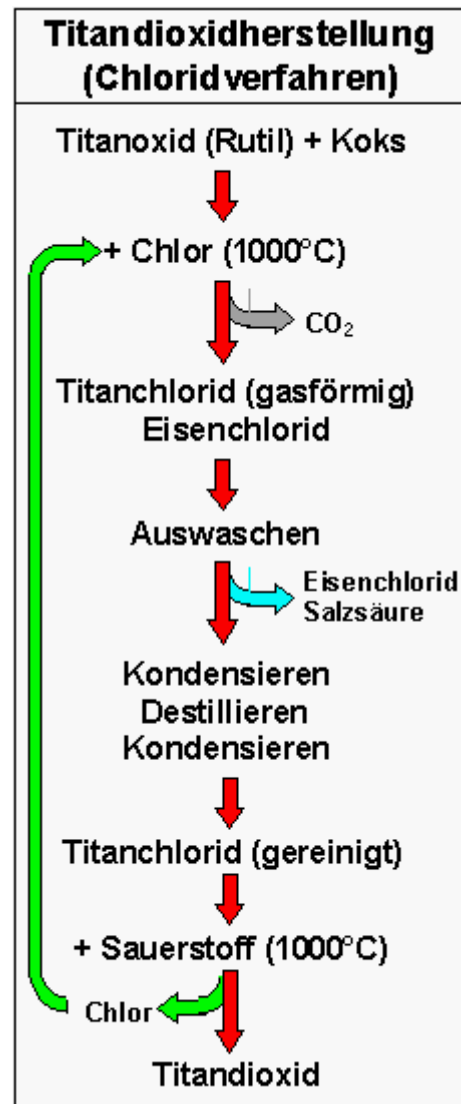 Titandioxidherstellung
(Chloridverfahren)
Titanoxid (Rutil) + Koks
+ Chlor (1000°C)
CO₂
Titanchlorid (gasförmig)
Eisenchlorid
Auswaschen
Eisenchlorid
Salzsäure
Kondensieren
Destillieren
Kondensieren
Titanchlorid (gereinigt)
+ Sauerstoff (1000°C)
Chlor
Titandioxid